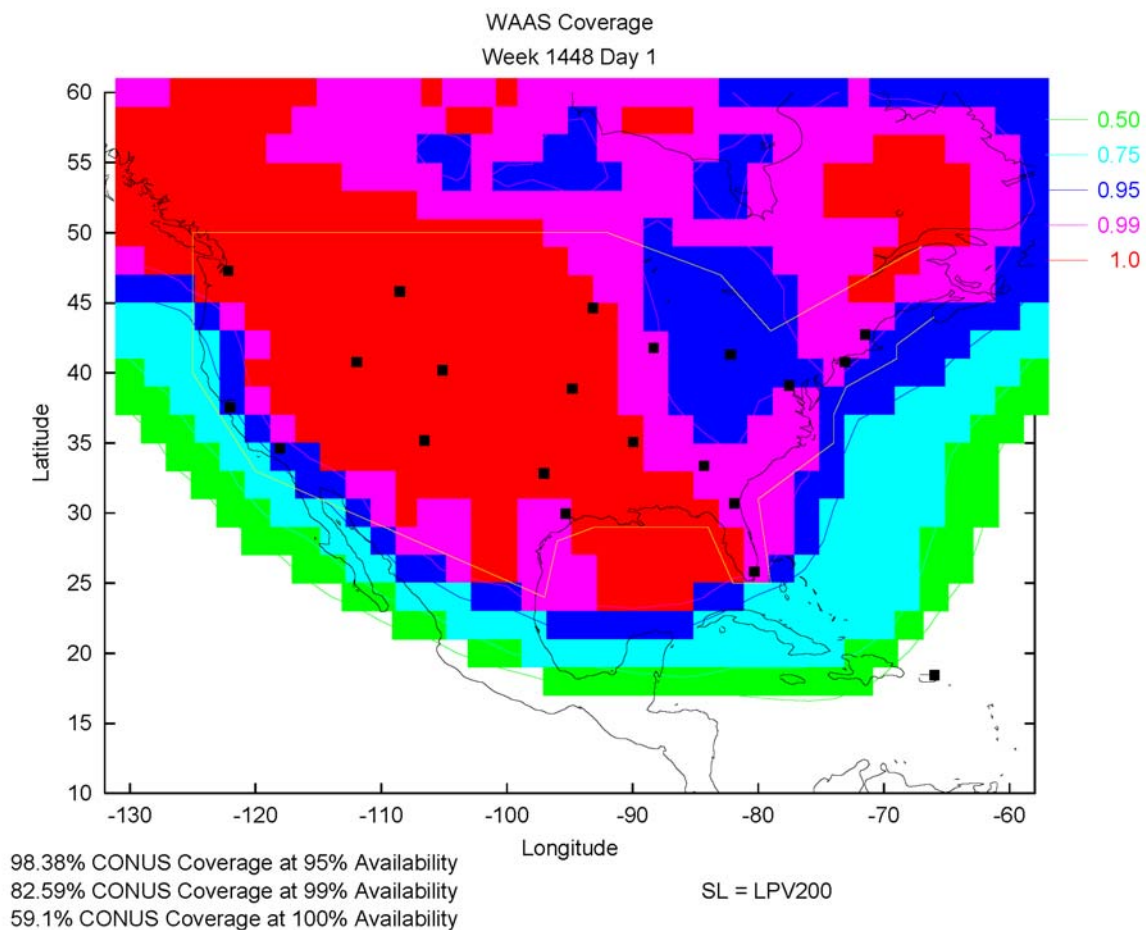 WAAS Coverage
Week 1448 Day 1
60
55
50
45
40
35
30
25
20
15
10
Latitude
-130 -120 -110 -100 -90 -80 -70 -60
Longitude
0.50
0.75
0.95
0.99
1.0
98.38% CONUS Coverage at 95% Availability
82.59% CONUS Coverage at 99% Availability
59.1% CONUS Coverage at 100% Availability
SL = LPV200